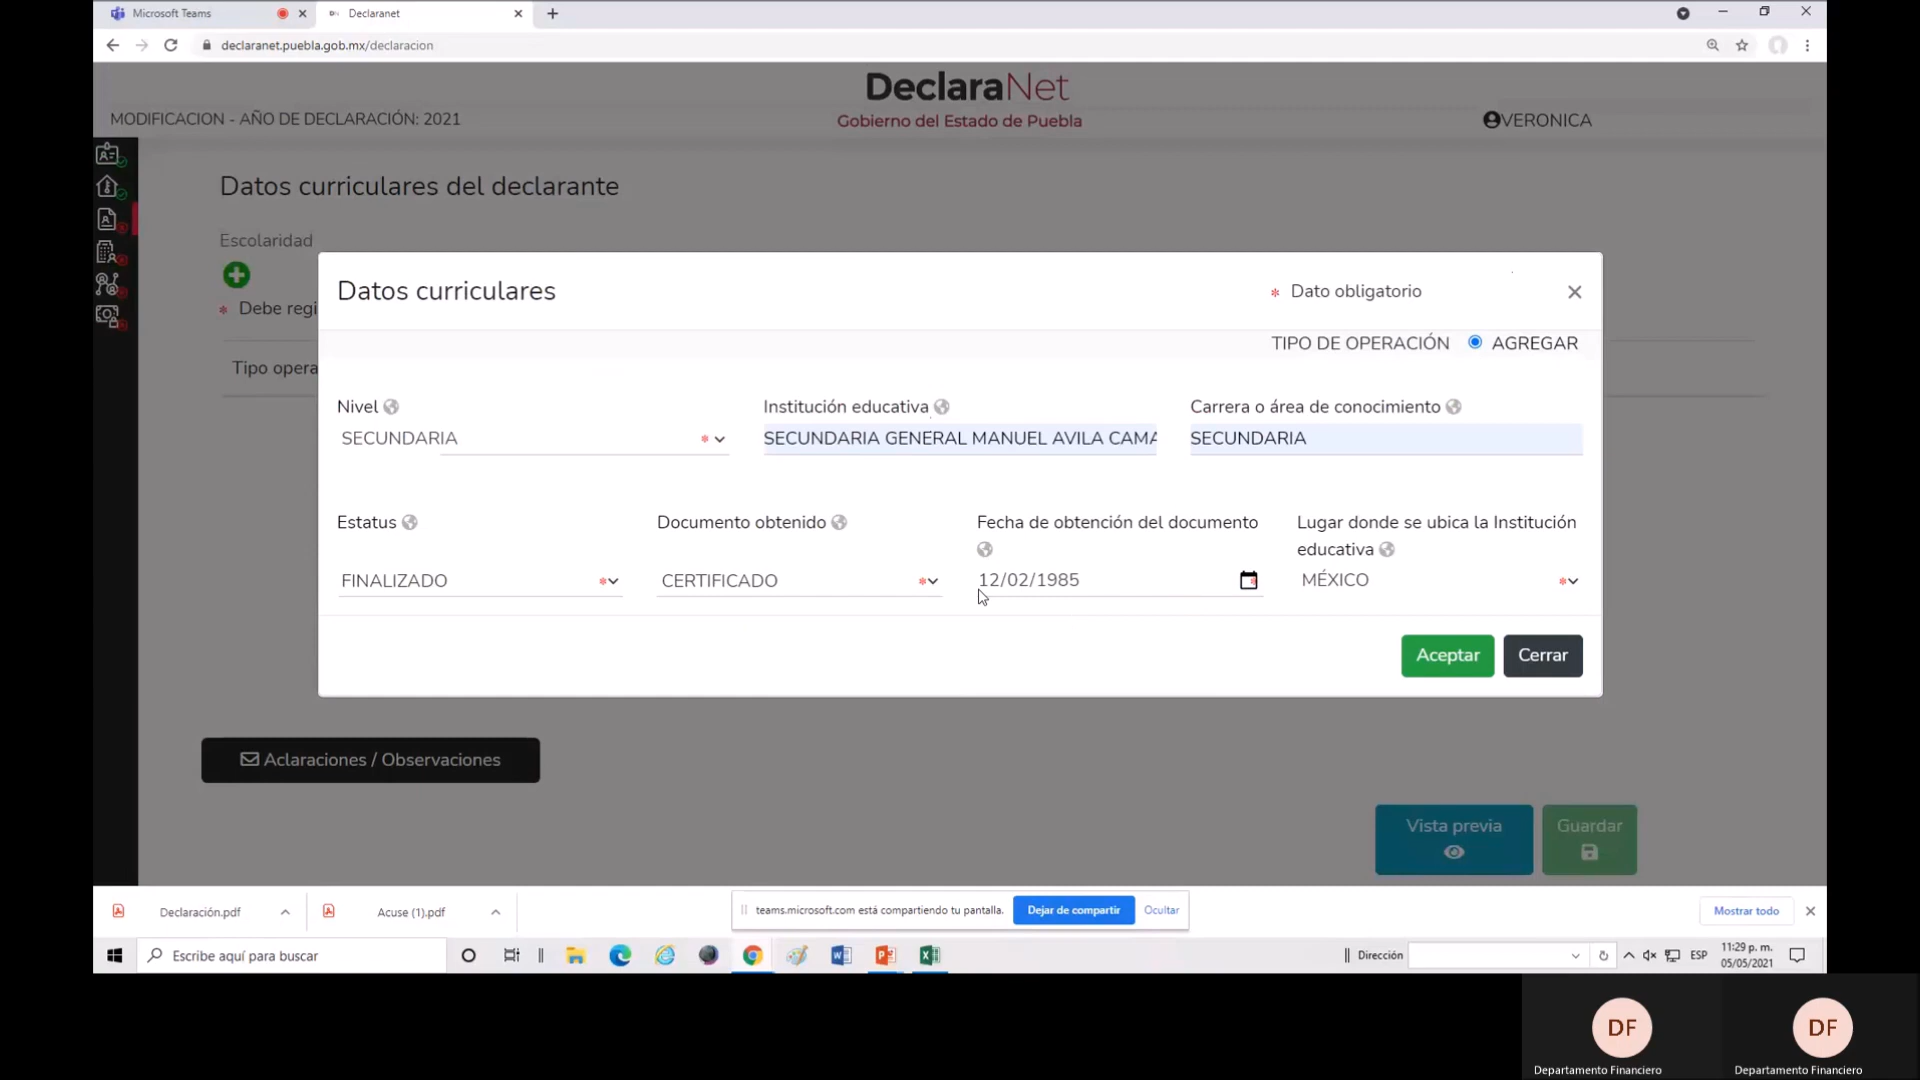 Microsoft Teams
Declaranet
declaranet.puebla.gob.mx/declaracion
DeclaraNet
Gobierno del Estado de Puebla
MODIFICACION - AÑO DE DECLARACIÓN: 2021
VERONICA
Datos curriculares del declarante
Escolaridad
* Debe regi
Tipo opera
Datos curriculares
* Dato obligatorio
TIPO DE OPERACIÓN AGREGAR
Nivel
Institución educativa
Carrera o área de conocimiento
SECUNDARIA *
SECUNDARIA GENERAL MANUEL AVILA CAMA
SECUNDARIA
Estatus
Documento obtenido
Fecha de obtención del documento
Lugar donde se ubica la Institución
educativa
FINALIZADO *
CERTIFICADO *
12/02/1985
MÉXICO *
Aceptar
Cerrar
Aclaraciones / Observaciones
Vista previa
Guardar
Declaración.pdf
Acuse (1).pdf
teams.microsoft.com está compartiendo tu pantalla.
Dejar de compartir
Ocultar
Mostrar todo
Escribe aquí para buscar
Dirección
ESP
11:29 p. m.
05/05/2021
DF
Departamento Financiero
DF
Departamento Financiero